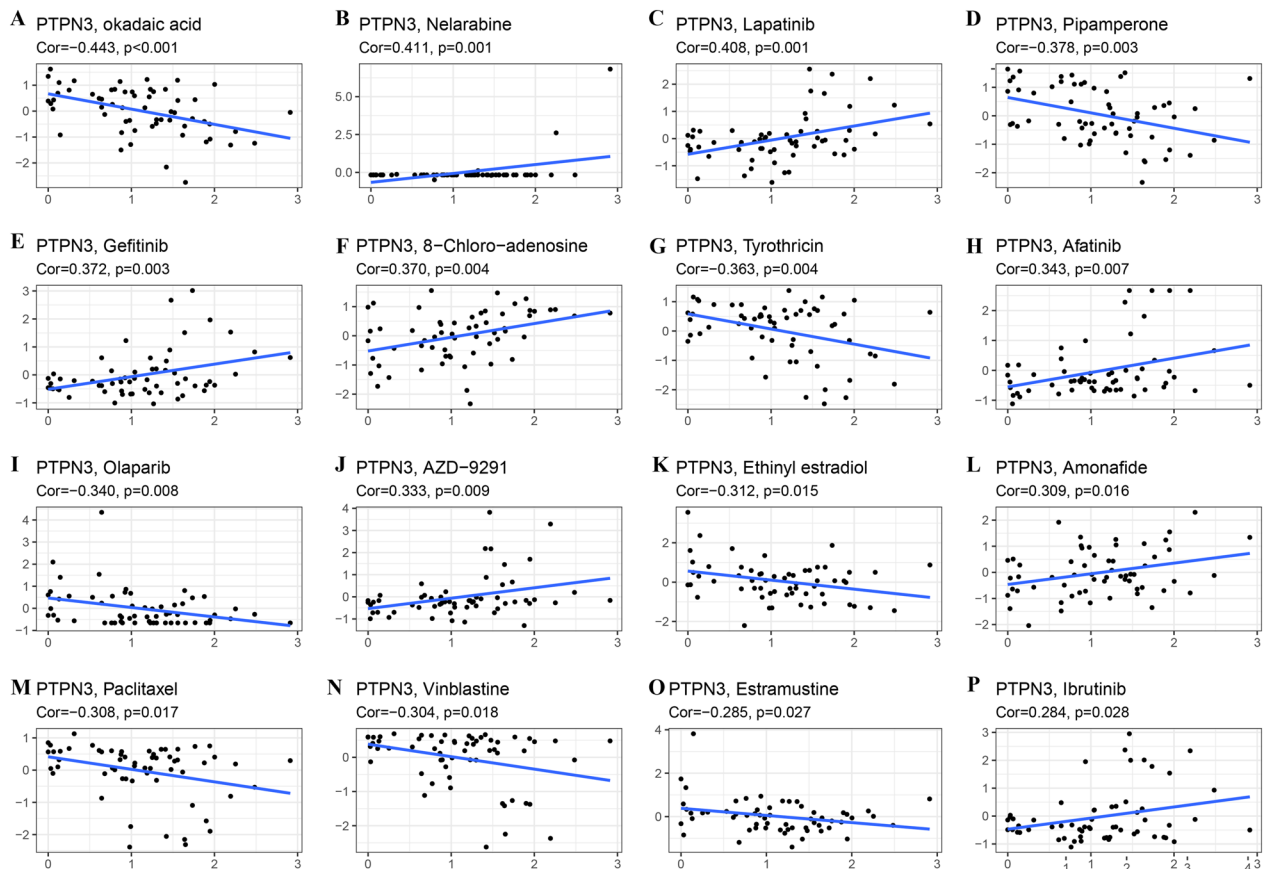 A PTPN3, okadaic acid
Cor=−0.443, p<0.001
1
0
−1
−2
0 1 2 3
B PTPN3, Nelarabine
Cor=0.411, p=0.001
5.0
2.5
0.0
0 1 2 3
C PTPN3, Lapatinib
Cor=0.408, p=0.001
2
1
0
−1
0 1 2 3
D PTPN3, Pipamperone
Cor=−0.378, p=0.003
1
0
−1
−2
0 1 2 3
E PTPN3, Gefitinib
Cor=0.372, p=0.003
3
2
1
0
−1
0 1 2 3
F PTPN3, 8−Chloro−adenosine
Cor=0.370, p=0.004
1
0
−1
−2
0 1 2 3
G PTPN3, Tyrothricin
Cor=−0.363, p=0.004
1
0
−1
−2
0 1 2 3
H PTPN3, Afatinib
Cor=0.343, p=0.007
2
1
0
−1
0 1 2 3
I PTPN3, Olaparib
Cor=−0.340, p=0.008
4
3
2
1
0
−1
0 1 2 3
J PTPN3, AZD−9291
Cor=0.333, p=0.009
4
3
2
1
0
−1
0 1 2 3
K PTPN3, Ethinyl estradiol
Cor=−0.312, p=0.015
2
0
−2
0 1 2 3
L PTPN3, Amonafide
Cor=0.309, p=0.016
2
1
0
−1
−2
0 1 2 3
M PTPN3, Paclitaxel
Cor=−0.308, p=0.017
1
0
−1
−2
0 1 2 3
N PTPN3, Vinblastine
Cor=−0.304, p=0.018
0
−1
−2
0 1 2 3
O PTPN3, Estramustine
Cor=−0.285, p=0.027
4
2
0
0 1 2 3
P PTPN3, Ibrutinib
Cor=0.284, p=0.028
3
2
1
0
−1
0 1 1 2 2 3 4 3